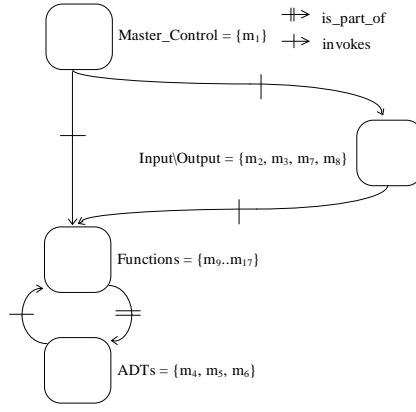 Master_Control = {m₁}
is_part_of
invokes
Input\Output = {m₂, m₃, m₇, m₈}
Functions = {m₉..m₁₇}
ADTs = {m₄, m₅, m₆}